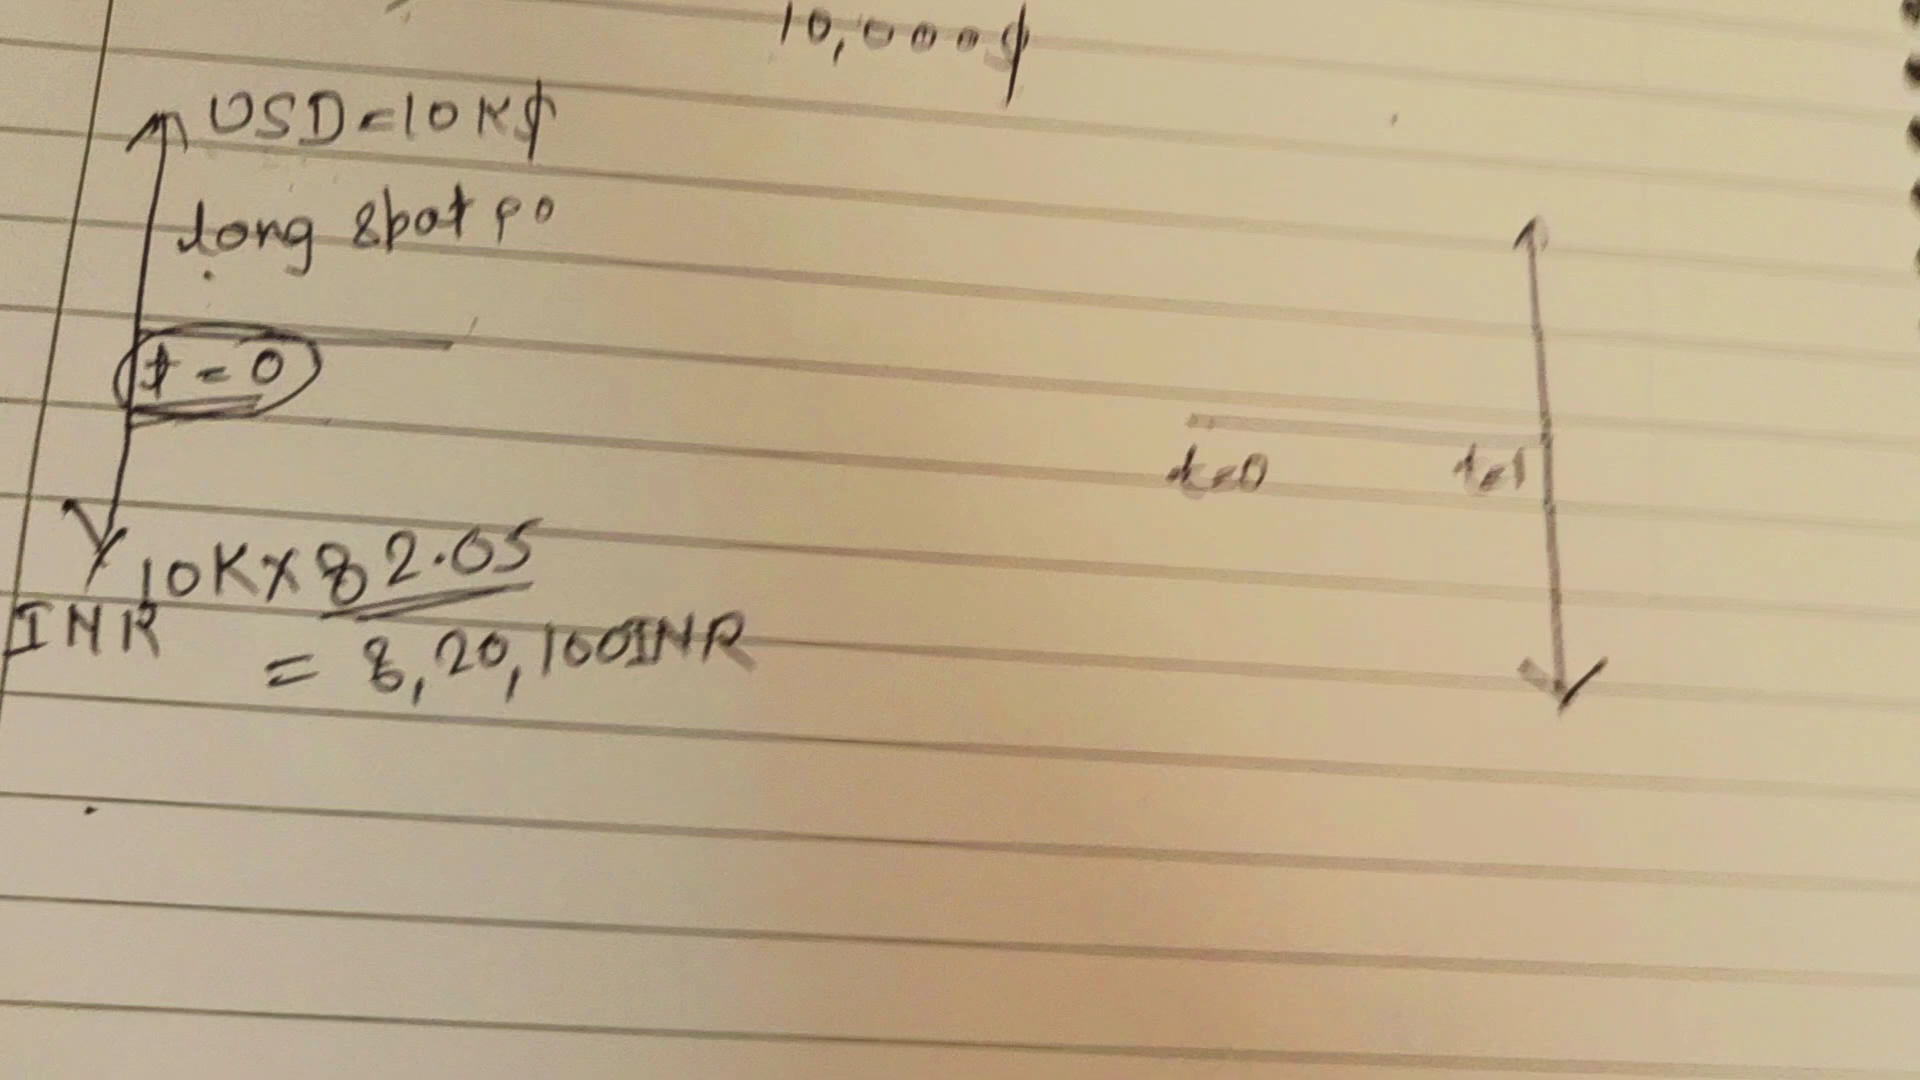 10,000$
USD=10K$
long spot po
t=0
t=0 t=1
10K×82.05
INR
= 8,20,100INR